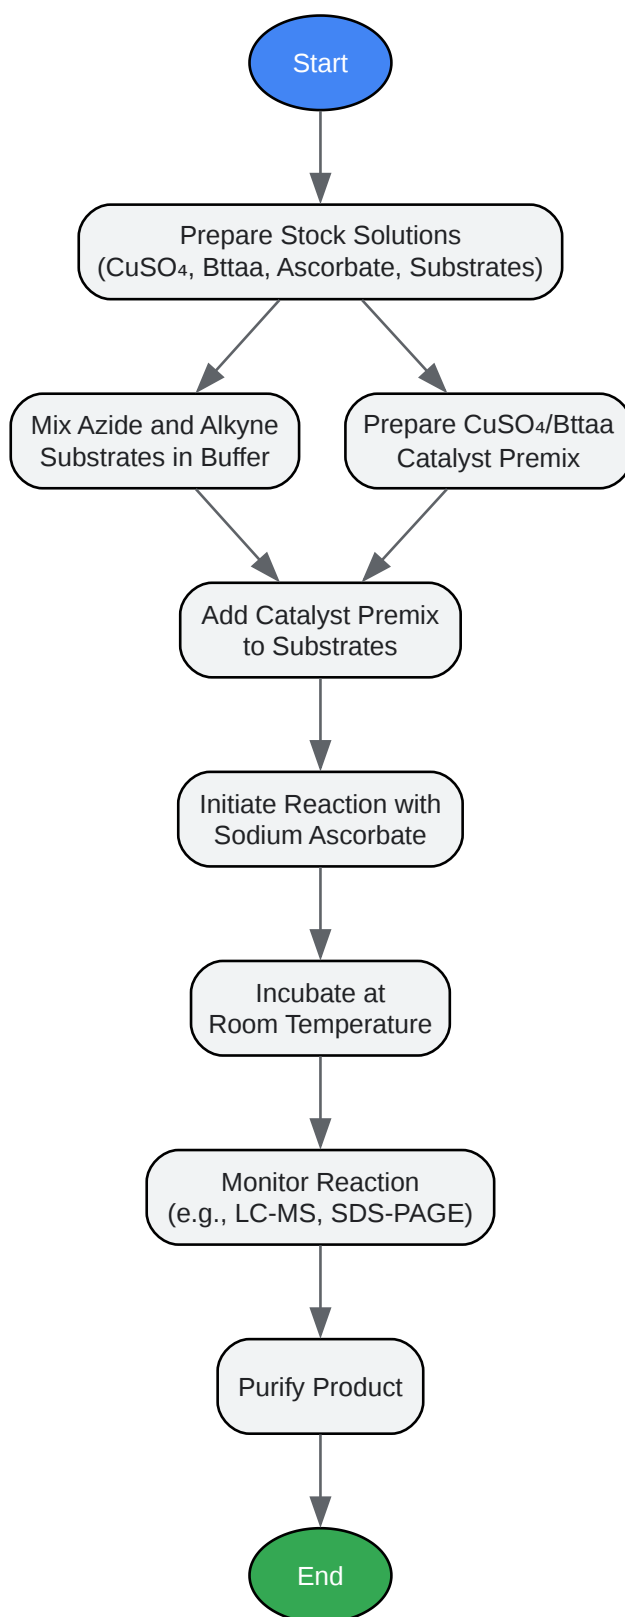 Start
Prepare Stock Solutions
(CuSO₄, Bttaa, Ascorbate, Substrates)
Mix Azide and Alkyne
Substrates in Buffer
Prepare CuSO₄/Bttaa
Catalyst Premix
Add Catalyst Premix
to Substrates
Initiate Reaction with
Sodium Ascorbate
Incubate at
Room Temperature
Monitor Reaction
(e.g., LC-MS, SDS-PAGE)
Purify Product
End